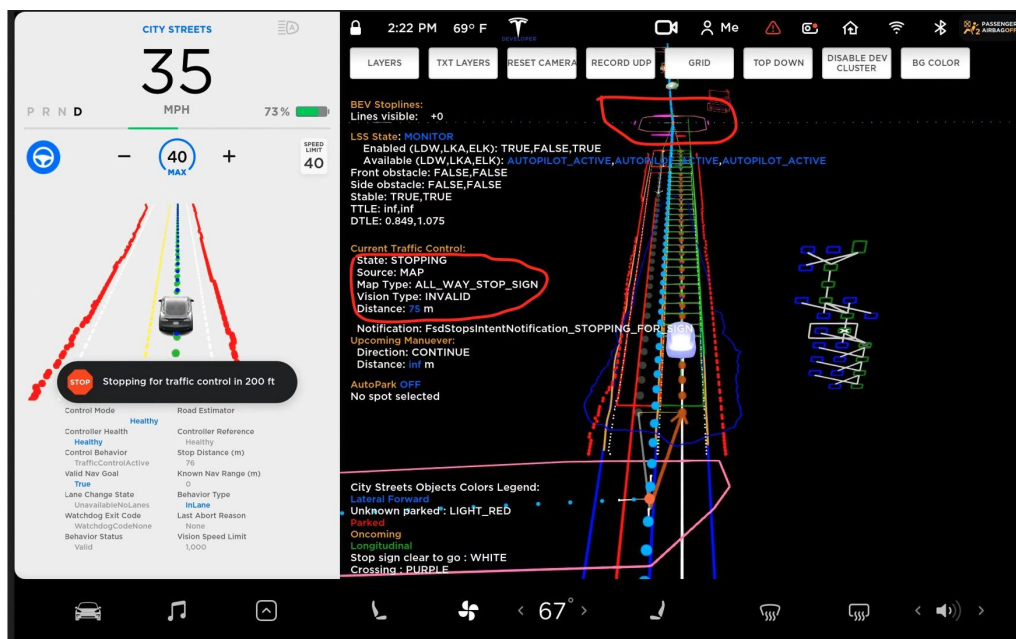 CITY STREETS
35
MPH
P R N D
73%
40
MAX
SPEED
LIMIT
40
STOP
Stopping for traffic control in 200 ft
Control Mode
Healthy
Road Estimator
Controller Health
Healthy
Controller Reference
Healthy
Control Behavior
TrafficControlActive
Stop Distance (m)
76
Valid Nav Goal
True
Known Nav Range (m)
0
Lane Change State
UnavailableNoLanes
Behavior Type
InLane
Watchdog Exit Code
WatchdogCodeNone
Last Abort Reason
None
Behavior Status
Valid
Vision Speed Limit
1,000
2:22 PM 69° F
DEVELOPER
Me
PASSENGER
AIRBAG OFF
LAYERS
TXT LAYERS
RESET CAMERA
RECORD UDP
GRID
TOP DOWN
DISABLE DEV
CLUSTER
BG COLOR
BEV Stoplines:
Lines visible: +0
LSS State: MONITOR
Enabled (LDW,LKA,ELK): TRUE,FALSE,TRUE
Available (LDW,LKA,ELK): AUTOPILOT_ACTIVE,AUTOPILOT_ACTIVE,AUTOPILOT_ACTIVE
Front obstacle: FALSE,FALSE
Side obstacle: FALSE,FALSE
Stable: TRUE,TRUE
TTLE: inf,inf
DTLE: 0.849,1.075
Current Traffic Control:
State: STOPPING
Source: MAP
Map Type: ALL_WAY_STOP_SIGN
Vision Type: INVALID
Distance: 75 m
Notification: FsdStopsIntentNotification_STOPPING_FOR_SIGN
Upcoming Manuever:
Direction: CONTINUE
Distance: inf m
AutoPark OFF
No spot selected
City Streets Objects Colors Legend:
Lateral Forward
Unknown parked : LIGHT_RED
Parked
Oncoming
Longitudinal
Stop sign clear to go : WHITE
Crossing : PURPLE
67°